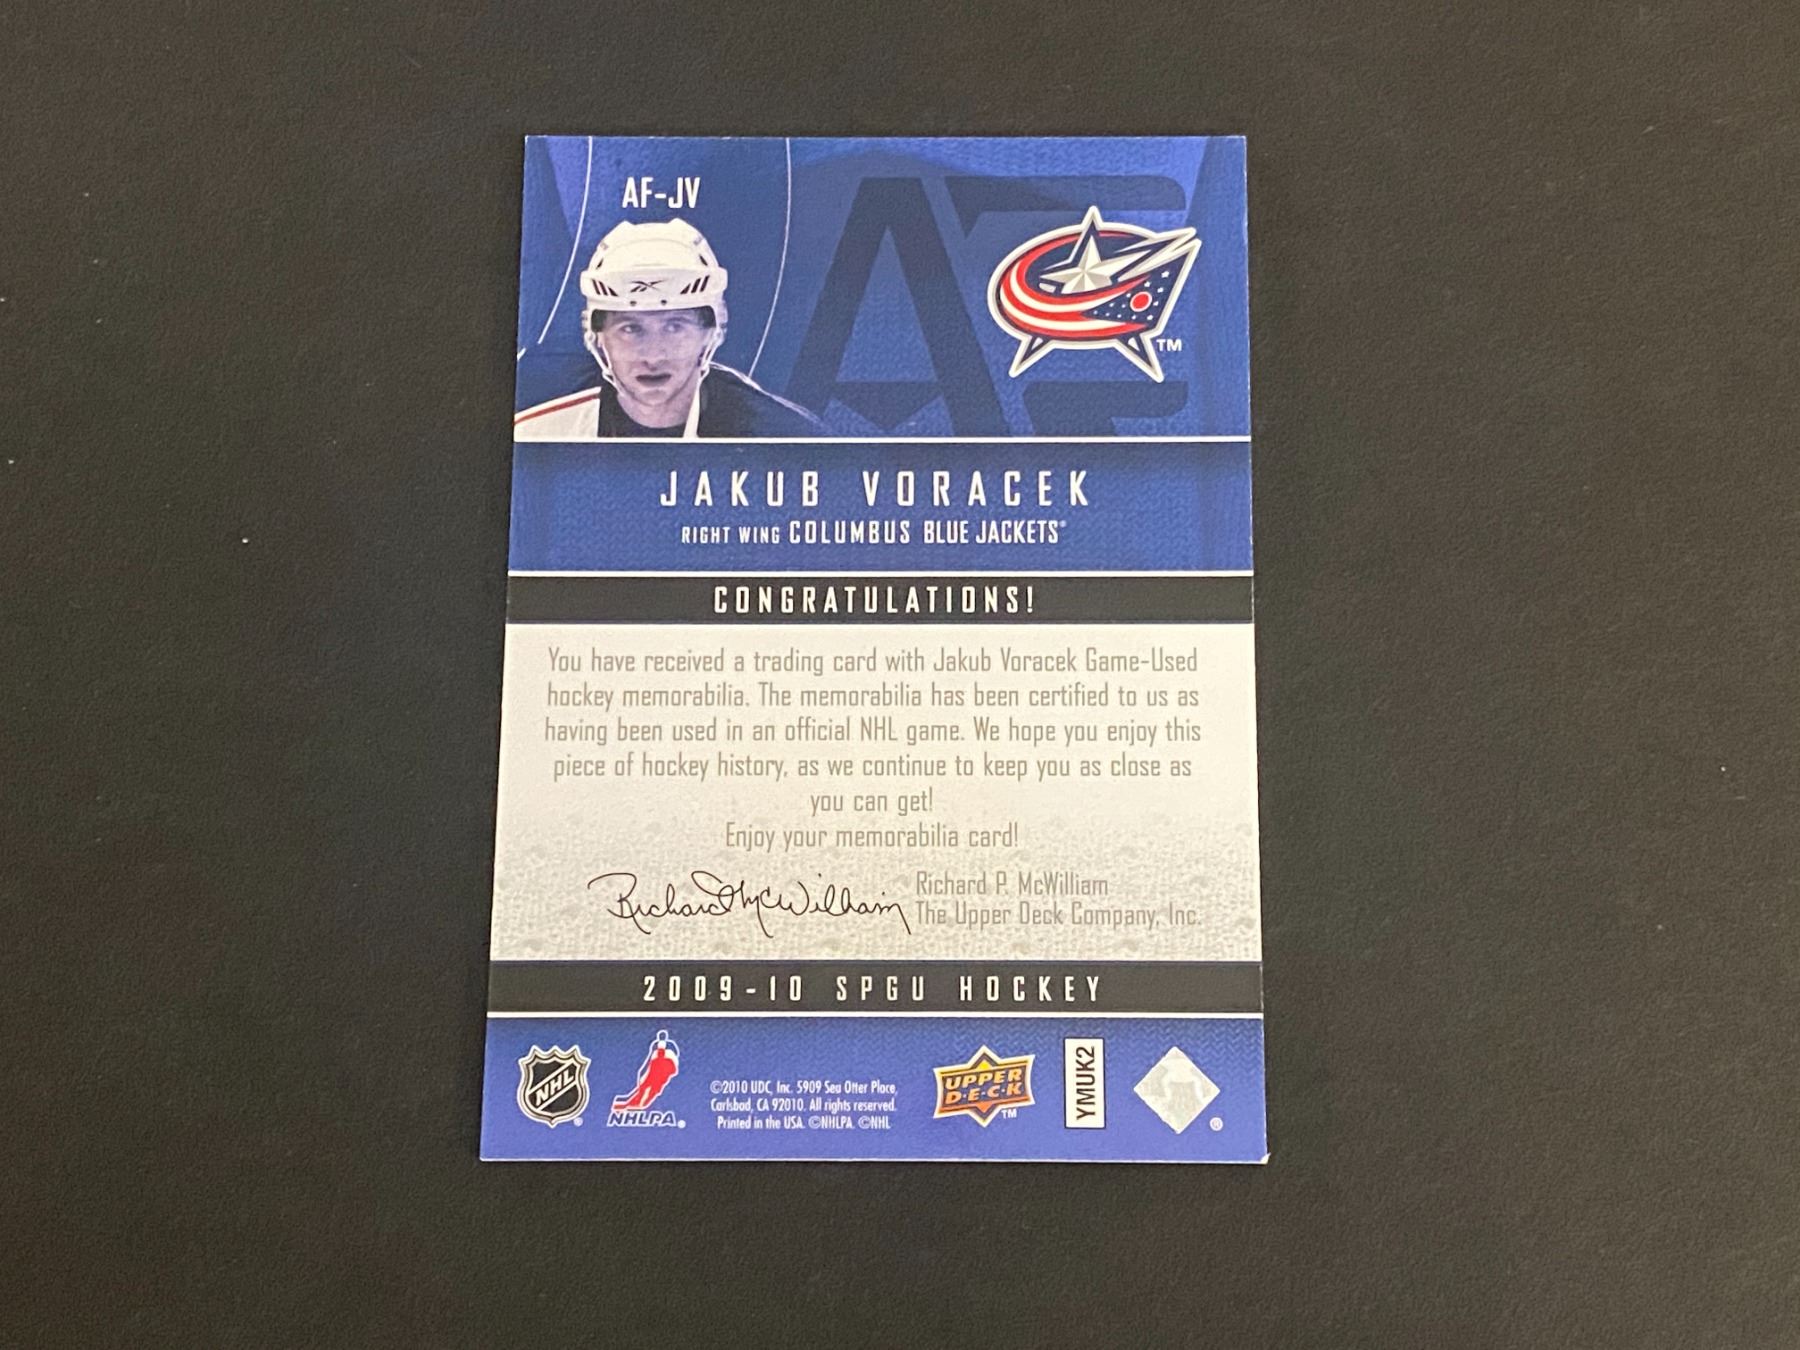 AF-JV
AF
TM
JAKUB VORACEK
RIGHT WING COLUMBUS BLUE JACKETS®
CONGRATULATIONS!
You have received a trading card with Jakub Voracek Game-Used
hockey memorabilia. The memorabilia has been certified to us as
having been used in an official NHL game. We hope you enjoy this
piece of hockey history, as we continue to keep you as close as
you can get!
Enjoy your memorabilia card!
Richard McWilliam
Richard P. McWilliam
The Upper Deck Company, Inc.
2009-10 SPGU HOCKEY
NHL ®
NHLPA®
©2010 UDC, Inc. 5909 Sea Otter Place,
Carlsbad, CA 92010. All rights reserved.
Printed in the USA. ©NHLPA. ©NHL
UPPER
D·E·C·K
TM
YMUK2
®